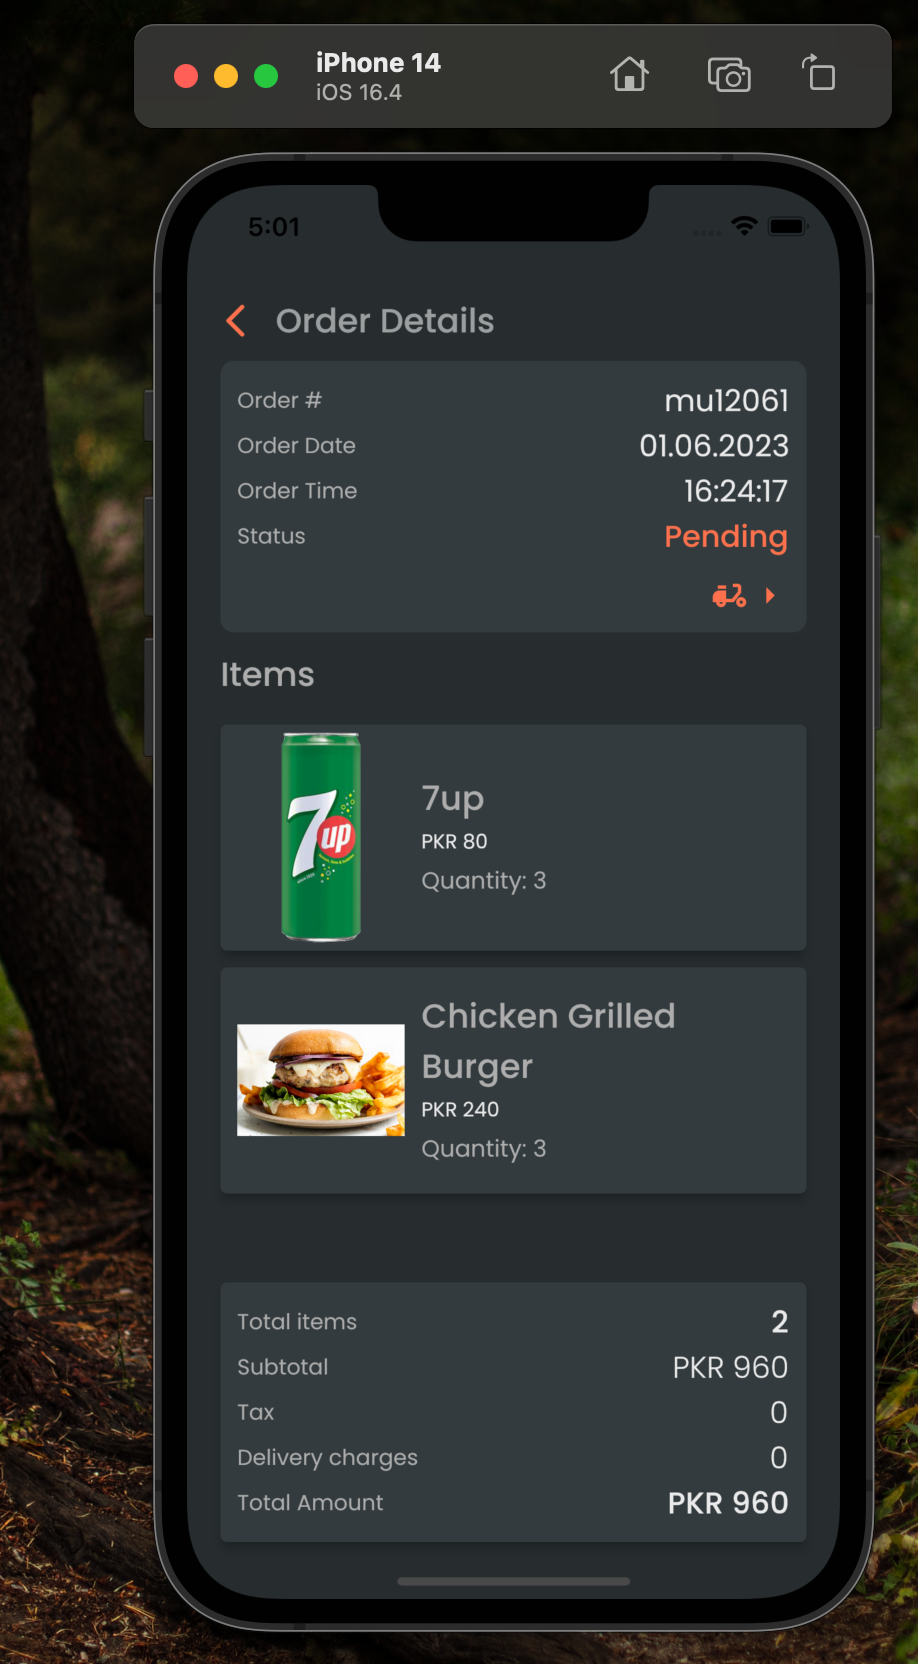 iPhone 14
iOS 16.4
5:01
Order Details
Order # mu12061
Order Date 01.06.2023
Order Time 16:24:17
Status Pending
Items
7up
7up
PKR 80
Quantity: 3
Chicken Grilled
Burger
PKR 240
Quantity: 3
Total items 2
Subtotal PKR 960
Tax 0
Delivery charges 0
Total Amount PKR 960